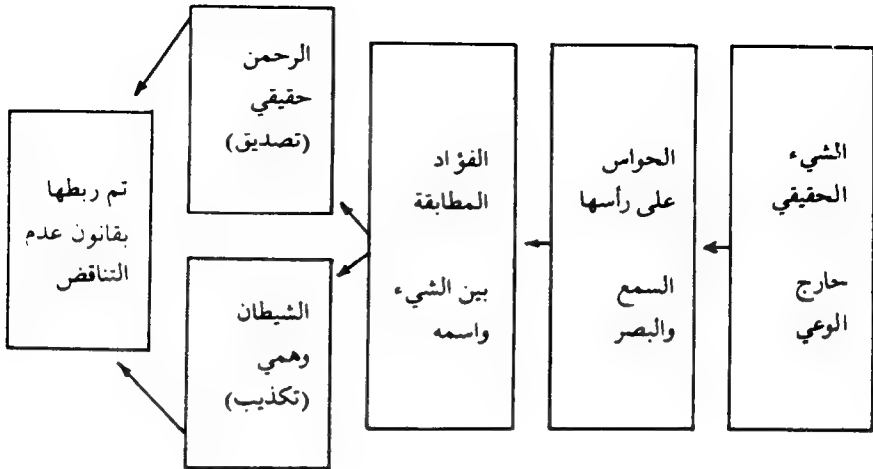 الشيء
الحقيقي
خارج
الوعي
الحواس
على رأسها
السمع
والبصر
الفؤاد
المطابقة
بين الشيء
واسمه
الرحمن
حقيقي
(تصديق)
الشيطان
وهمي
(تكذيب)
تم ربطها
بقانون عدم
التناقض